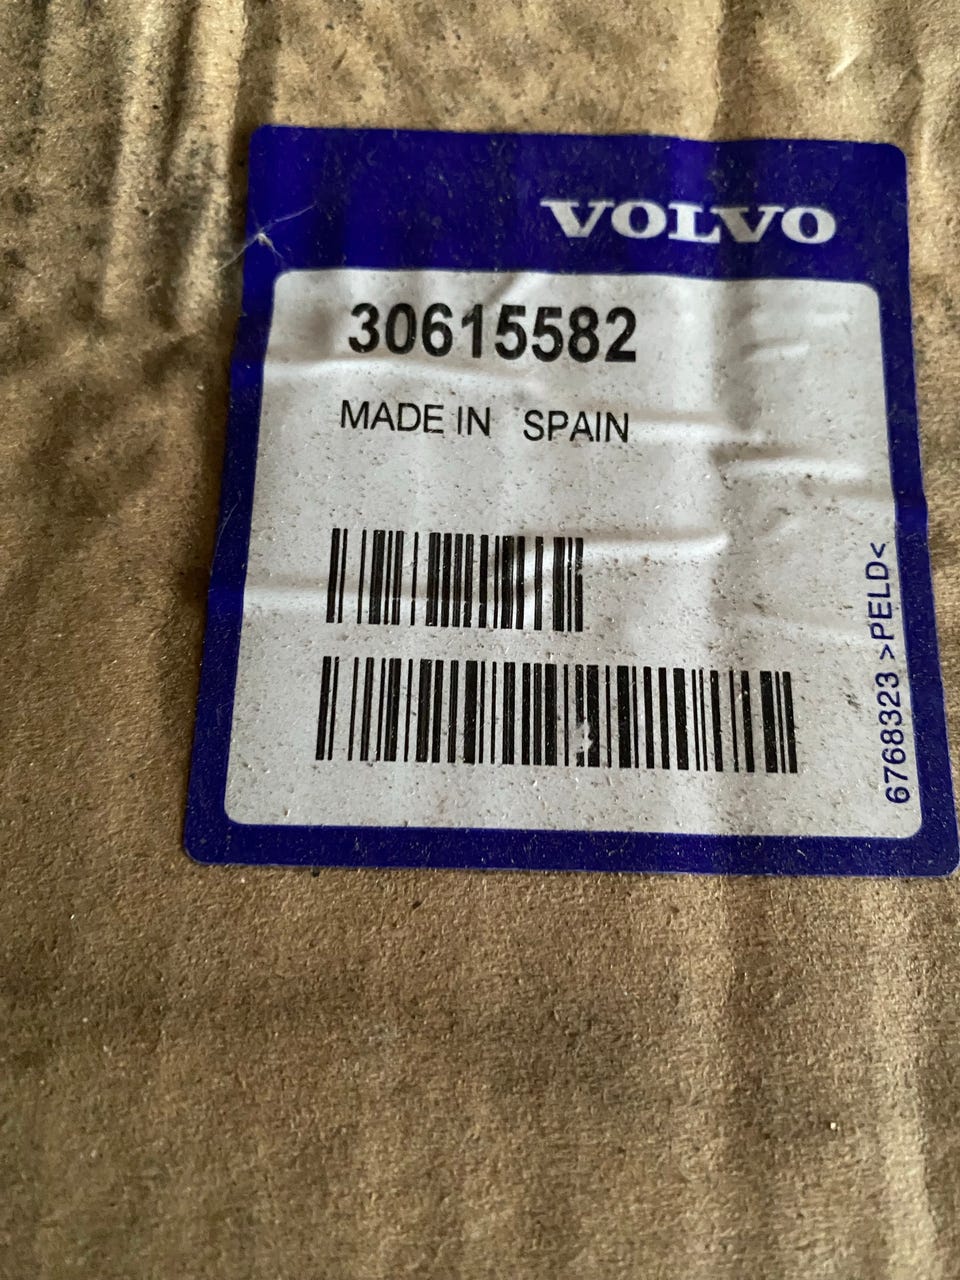 VOLVO
30615582
MADE IN SPAIN
6768323 >PELD<